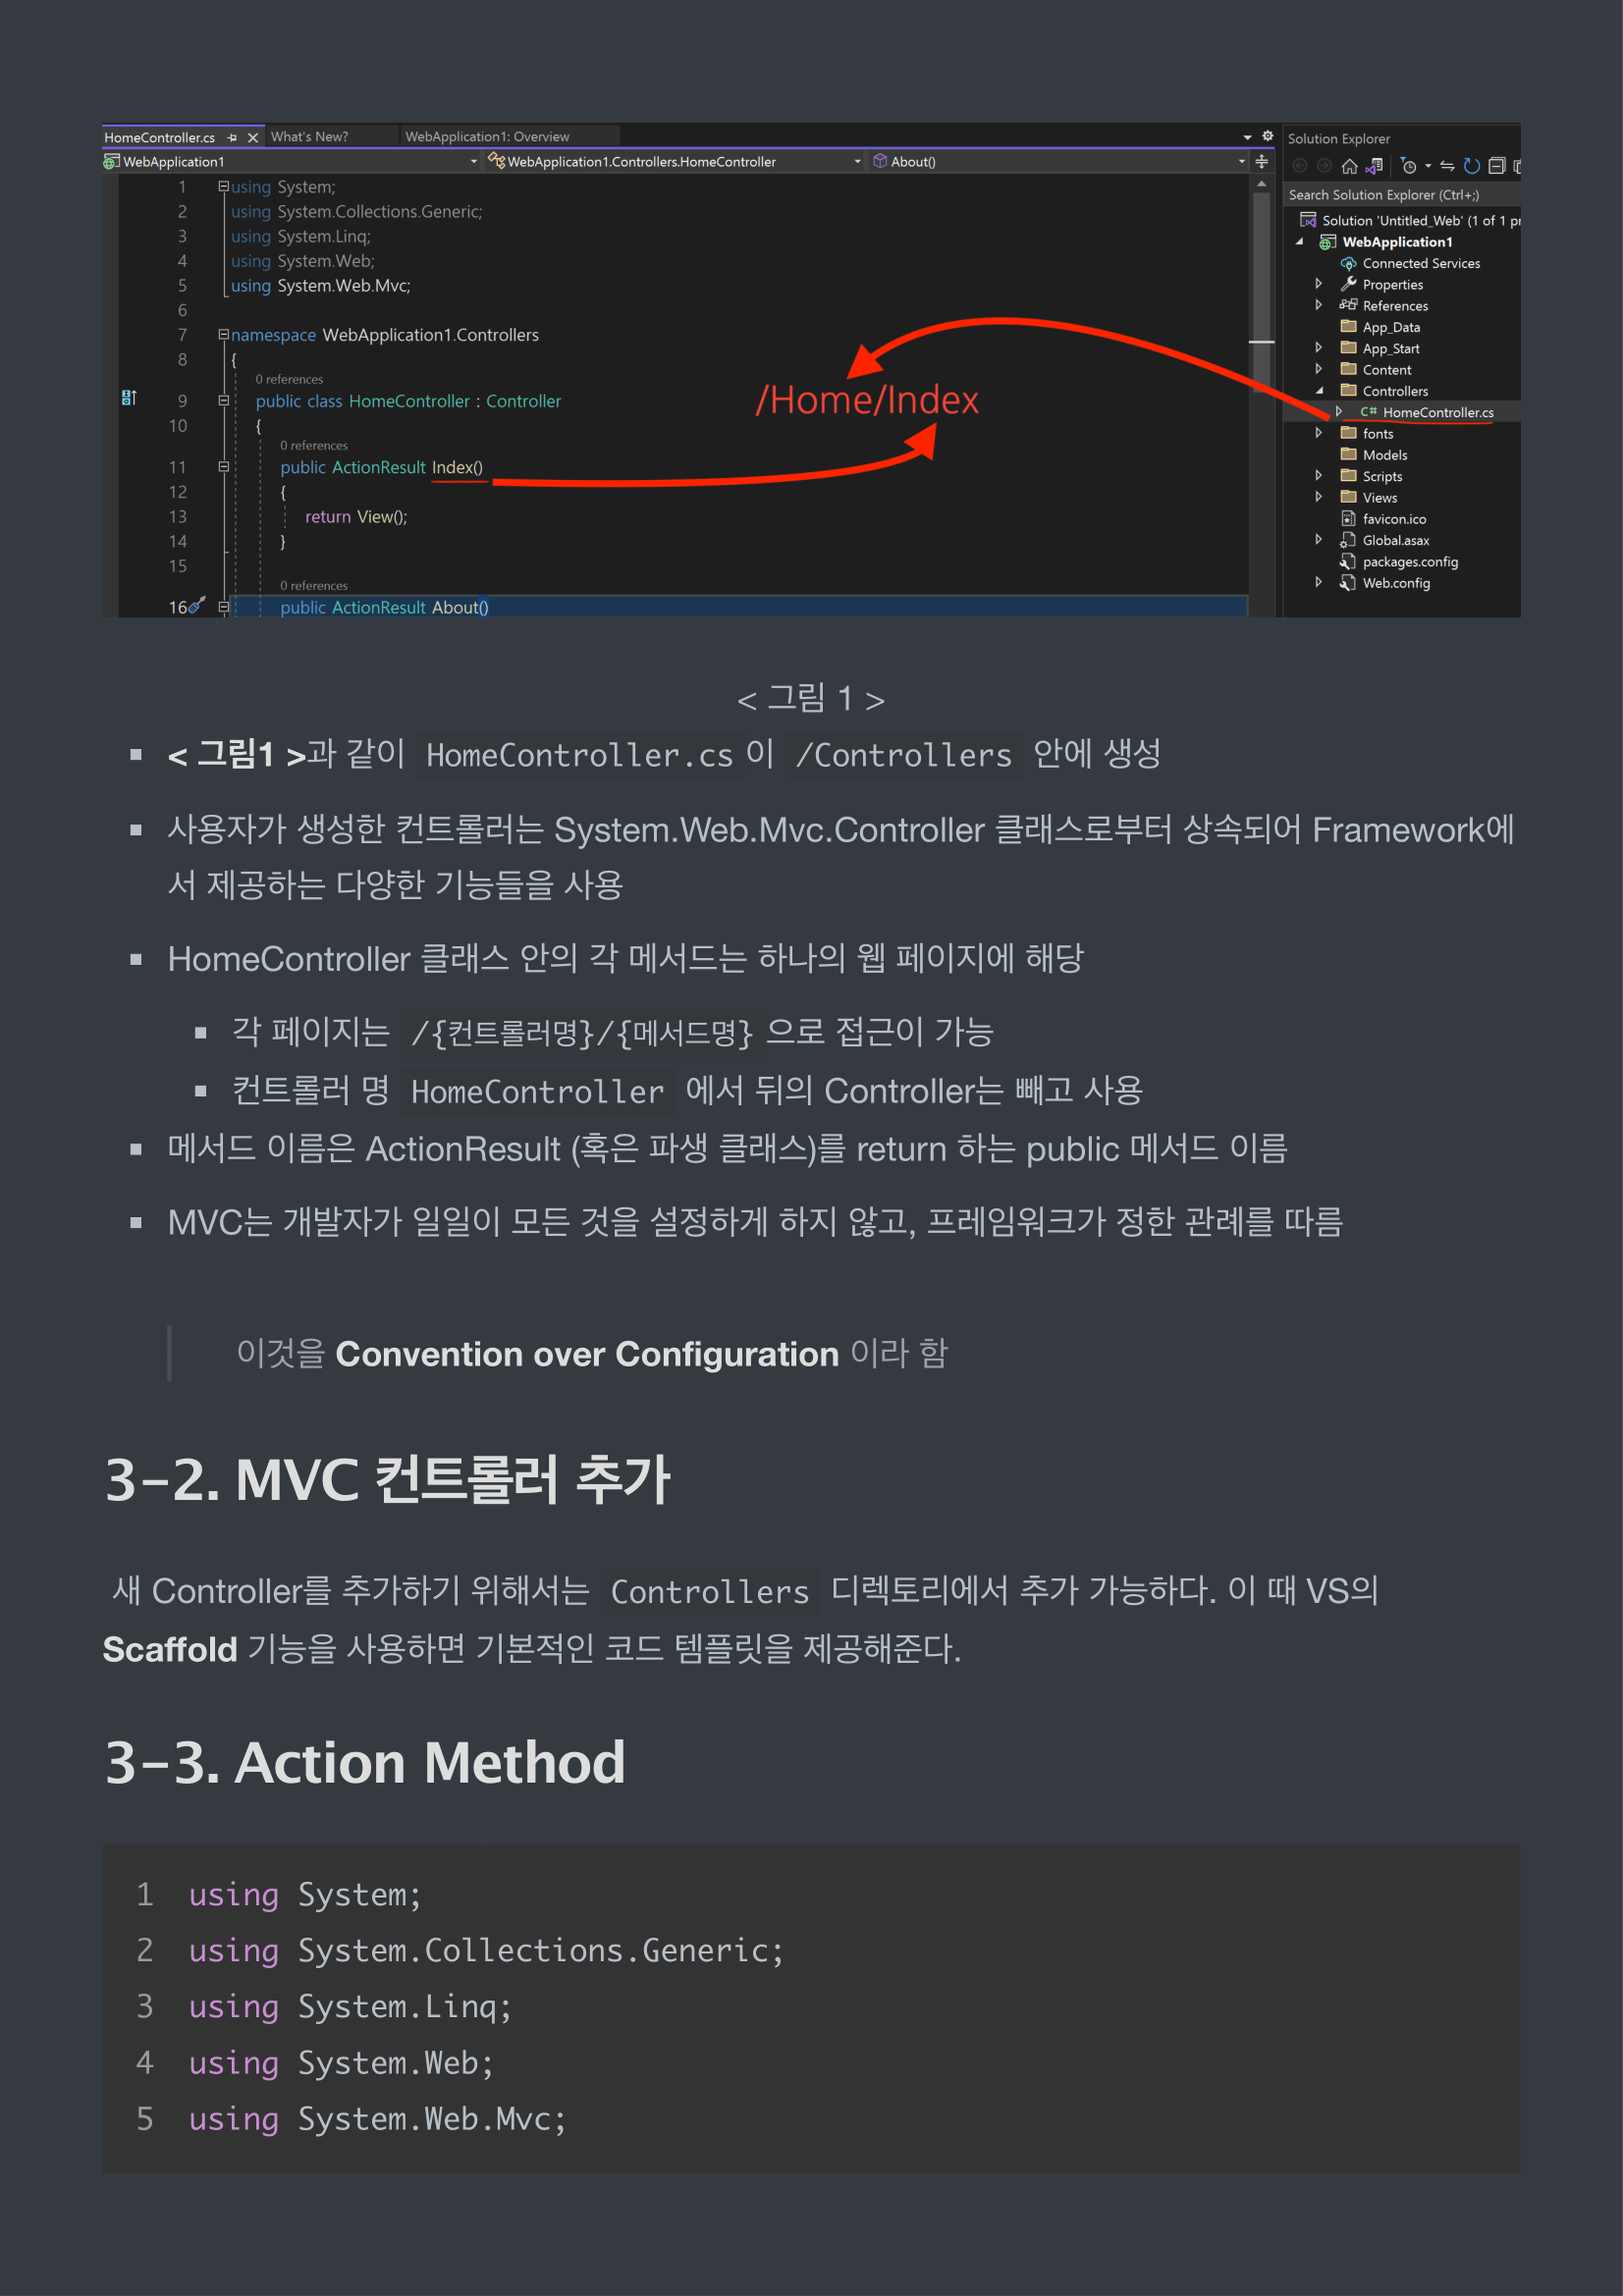 HomeController.cs What's New? WebApplication1: Overview
WebApplication1 WebApplication1.Controllers.HomeController About()
1 using System;
2 using System.Collections.Generic;
3 using System.Linq;
4 using System.Web;
5 using System.Web.Mvc;
6
7 namespace WebApplication1.Controllers
8 {
0 references
9 public class HomeController : Controller
10 {
0 references
11 public ActionResult Index()
12 {
13 return View();
14 }
15
0 references
16 public ActionResult About()
/Home/Index
Solution Explorer
Search Solution Explorer (Ctrl+;)
Solution 'Untitled_Web' (1 of 1 pr
WebApplication1
Connected Services
Properties
References
App_Data
App_Start
Content
Controllers
C# HomeController.cs
fonts
Models
Scripts
Views
favicon.ico
Global.asax
packages.config
Web.config
< 그림 1 >
▪ < 그림1 >과 같이 HomeController.cs이 /Controllers 안에 생성
▪ 사용자가 생성한 컨트롤러는 System.Web.Mvc.Controller 클래스로부터 상속되어 Framework에
서 제공하는 다양한 기능들을 사용
▪ HomeController 클래스 안의 각 메서드는 하나의 웹 페이지에 해당
▪ 각 페이지는 /{컨트롤러명}/{메서드명} 으로 접근이 가능
▪ 컨트롤러 명 HomeController 에서 뒤의 Controller는 빼고 사용
▪ 메서드 이름은 ActionResult (혹은 파생 클래스)를 return 하는 public 메서드 이름
▪ MVC는 개발자가 일일이 모든 것을 설정하게 하지 않고, 프레임워크가 정한 관례를 따름
이것을 Convention over Configuration 이라 함
3-2. MVC 컨트롤러 추가
새 Controller를 추가하기 위해서는 Controllers 디렉토리에서 추가 가능하다. 이 때 VS의
Scaffold 기능을 사용하면 기본적인 코드 템플릿을 제공해준다.
3-3. Action Method
1 using System;
2 using System.Collections.Generic;
3 using System.Linq;
4 using System.Web;
5 using System.Web.Mvc;